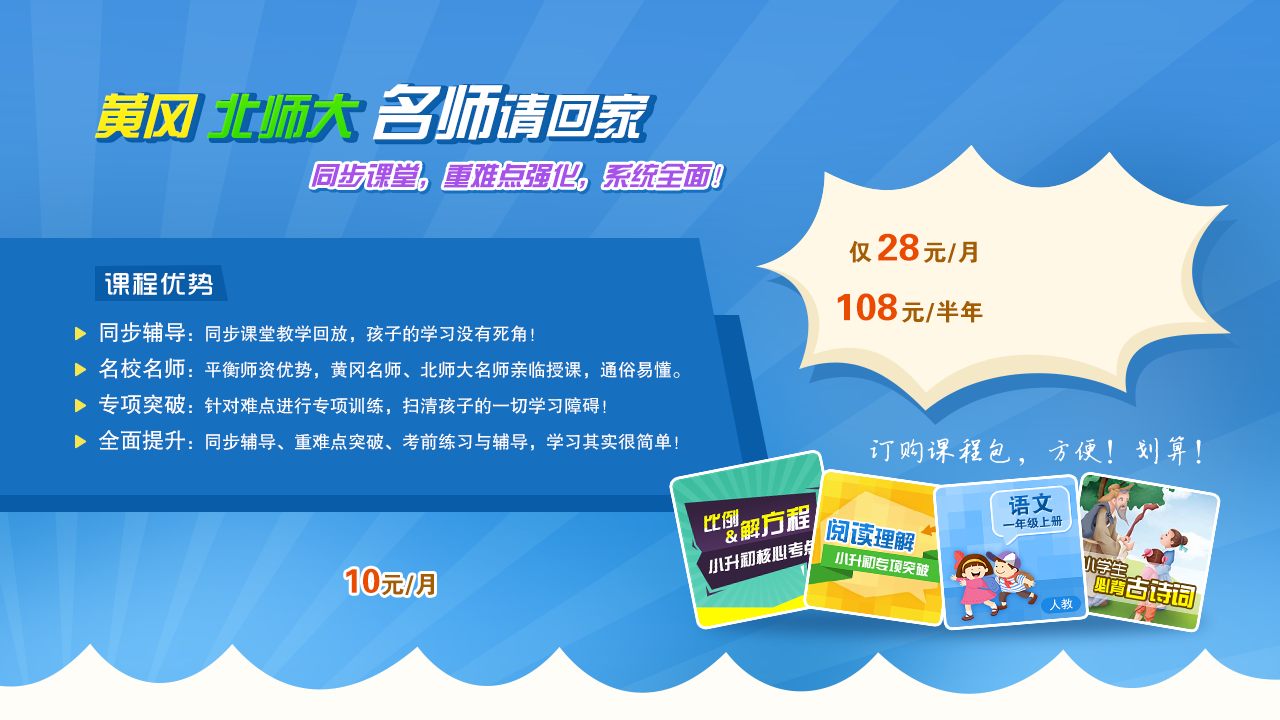 黄冈 北师大 名师请回家
同步课堂，重难点强化，系统全面！
课程优势
同步辅导：同步课堂教学回放，孩子的学习没有死角！
名校名师：平衡师资优势，黄冈名师、北师大名师亲临授课，通俗易懂。
专项突破：针对难点进行专项训练，扫清孩子的一切学习障碍！
全面提升：同步辅导、重难点突破、考前练习与辅导，学习其实很简单！
10元/月
仅28元/月
108元/半年
订购课程包，方便！划算！
比例
&解方程
小升初核心考点
阅读理解
小升初专项突破
语文
一年级上册
人教
小学生
必背古诗词